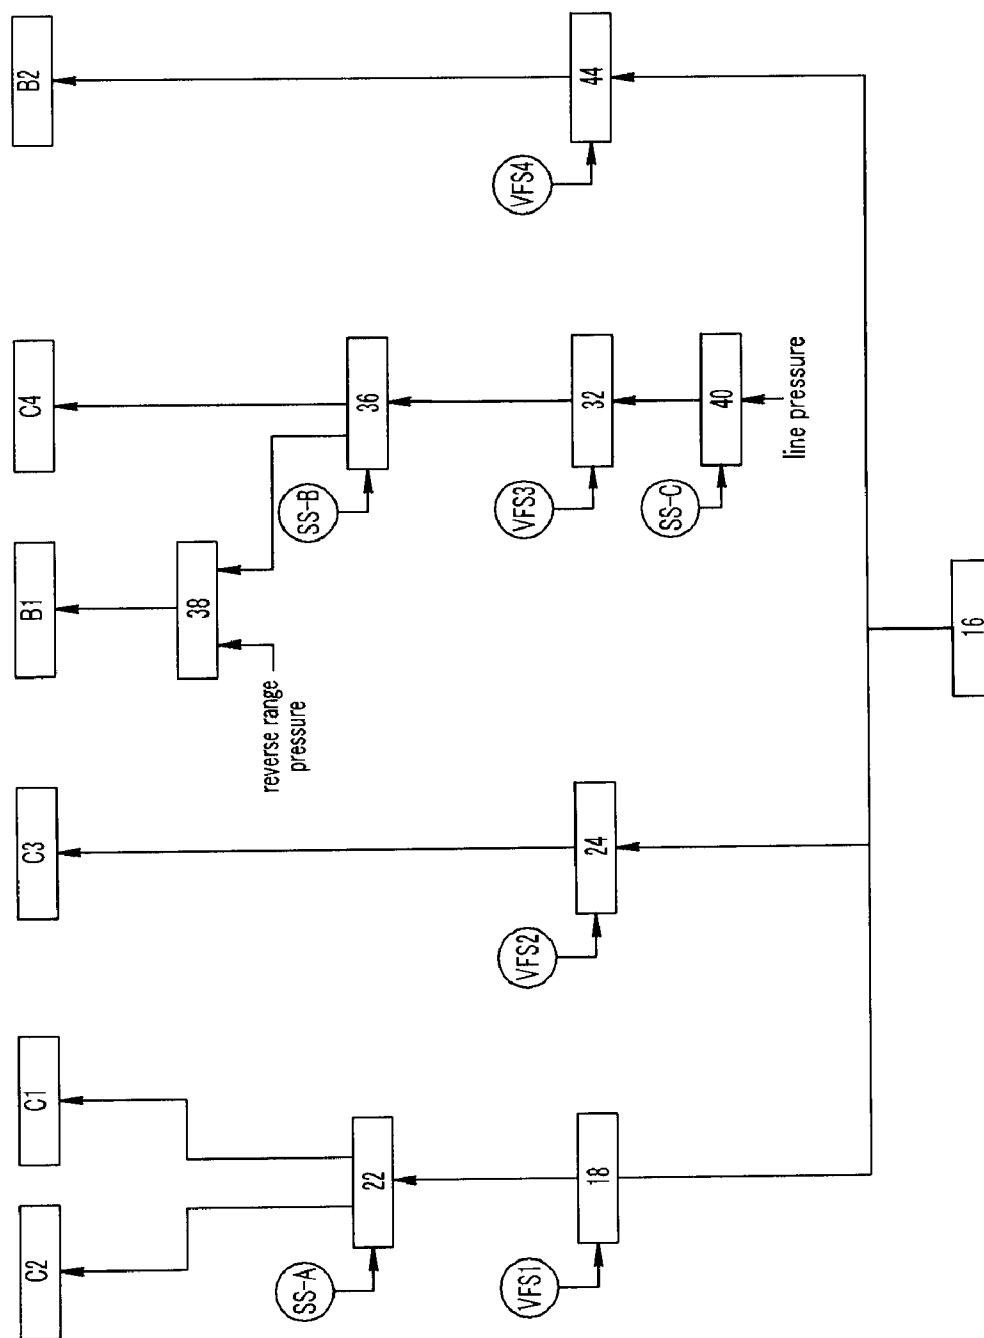 C2
C1
C3
B1
C4
B2
38
reverse range
pressure
SS-A
22
SS-B
36
VFS1
18
VFS2
24
VFS3
32
VFS4
44
SS-C
40
line pressure
16